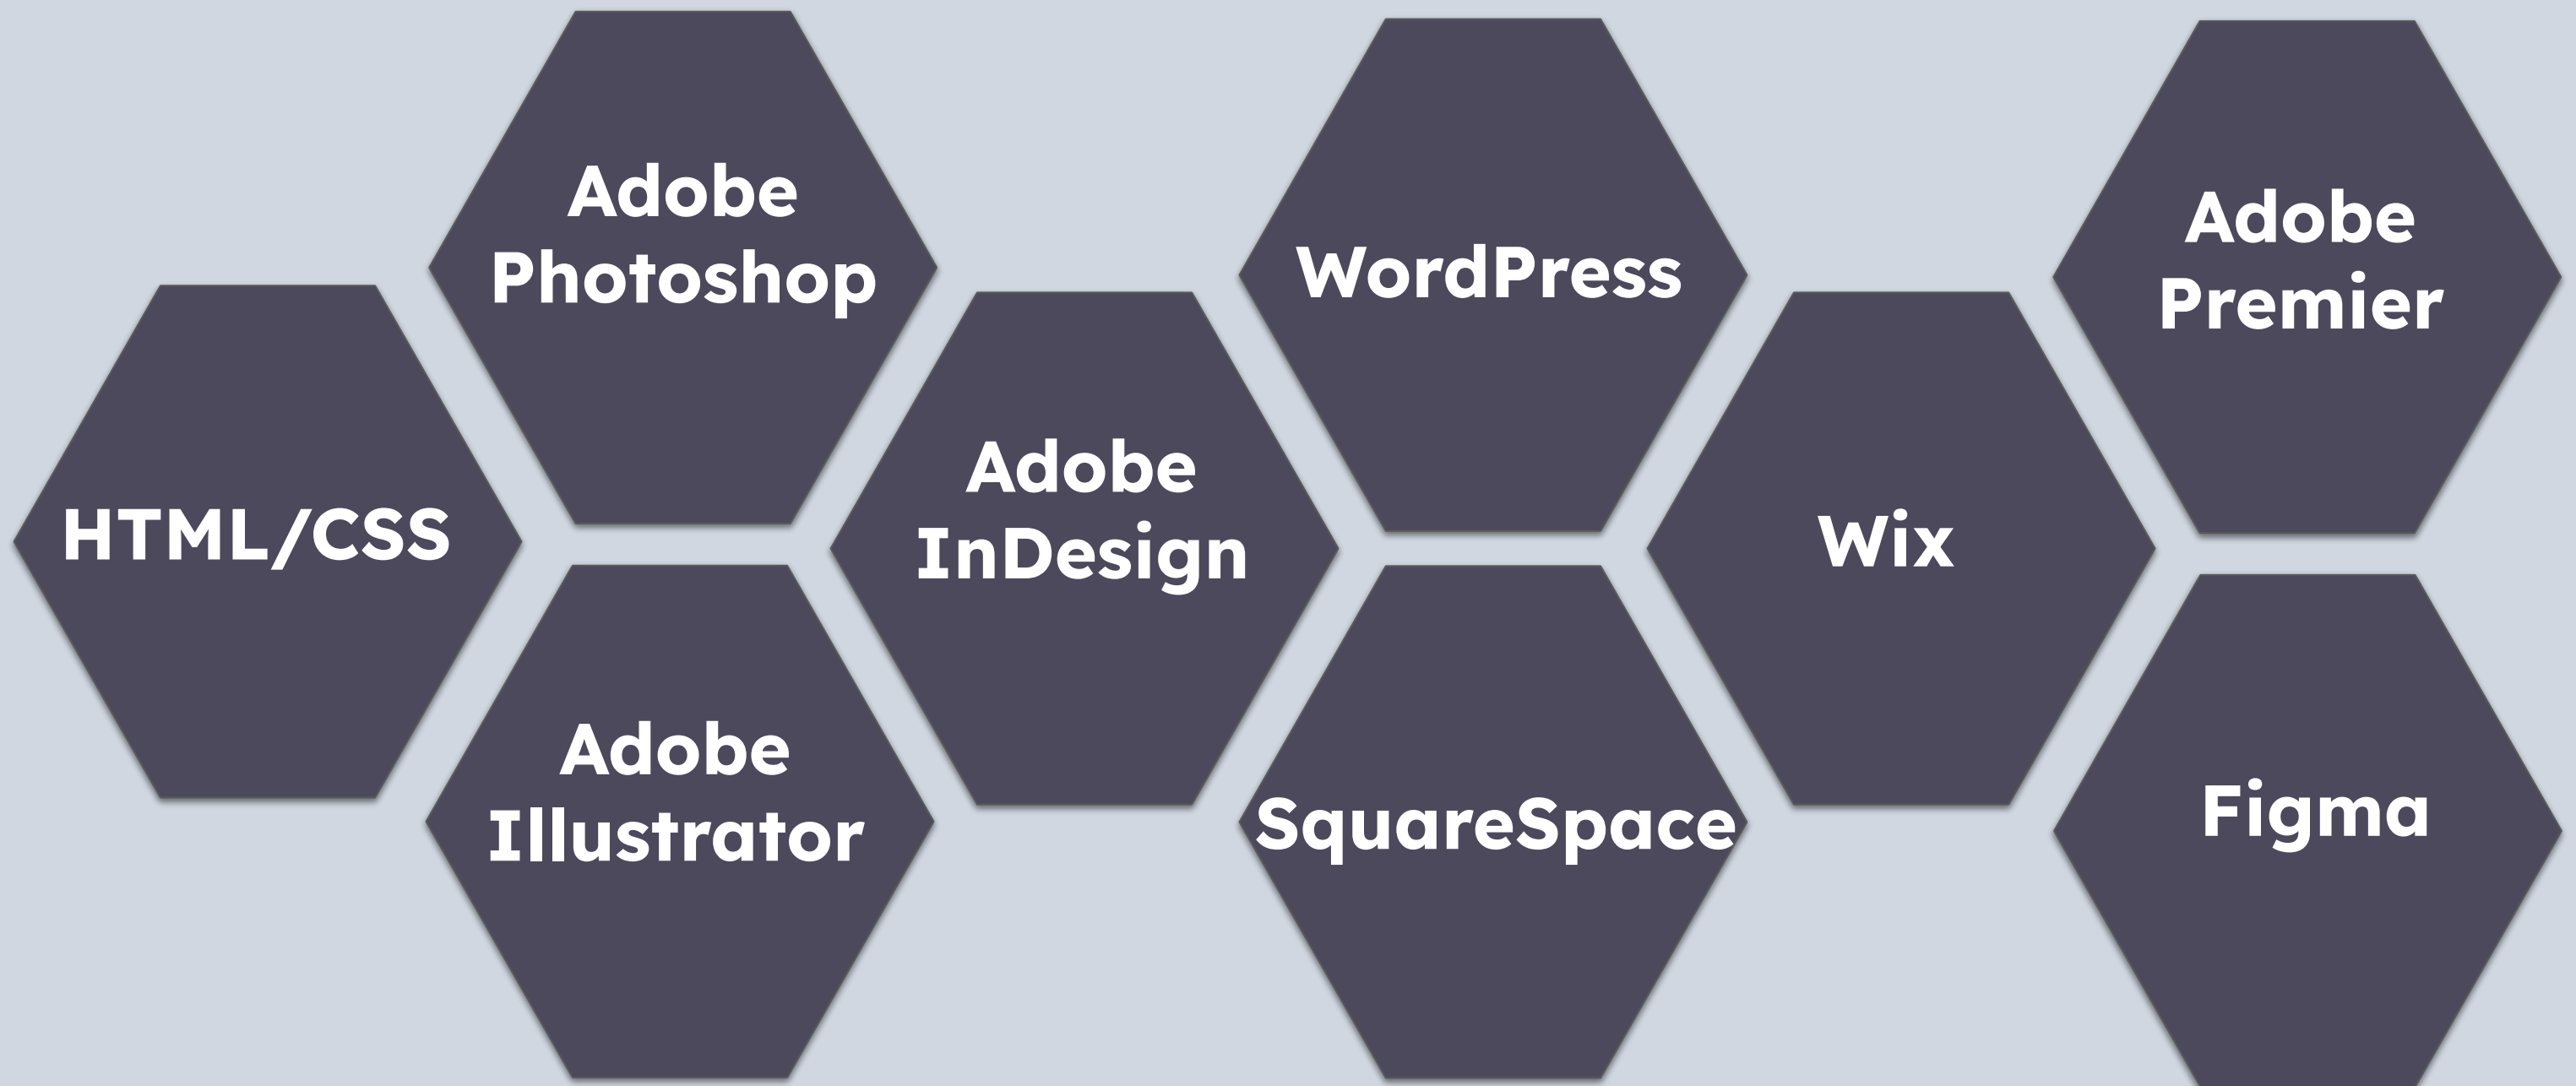 HTML/CSS
Adobe
Photoshop
Adobe
Illustrator
Adobe
InDesign
WordPress
SquareSpace
Wix
Adobe
Premier
Figma